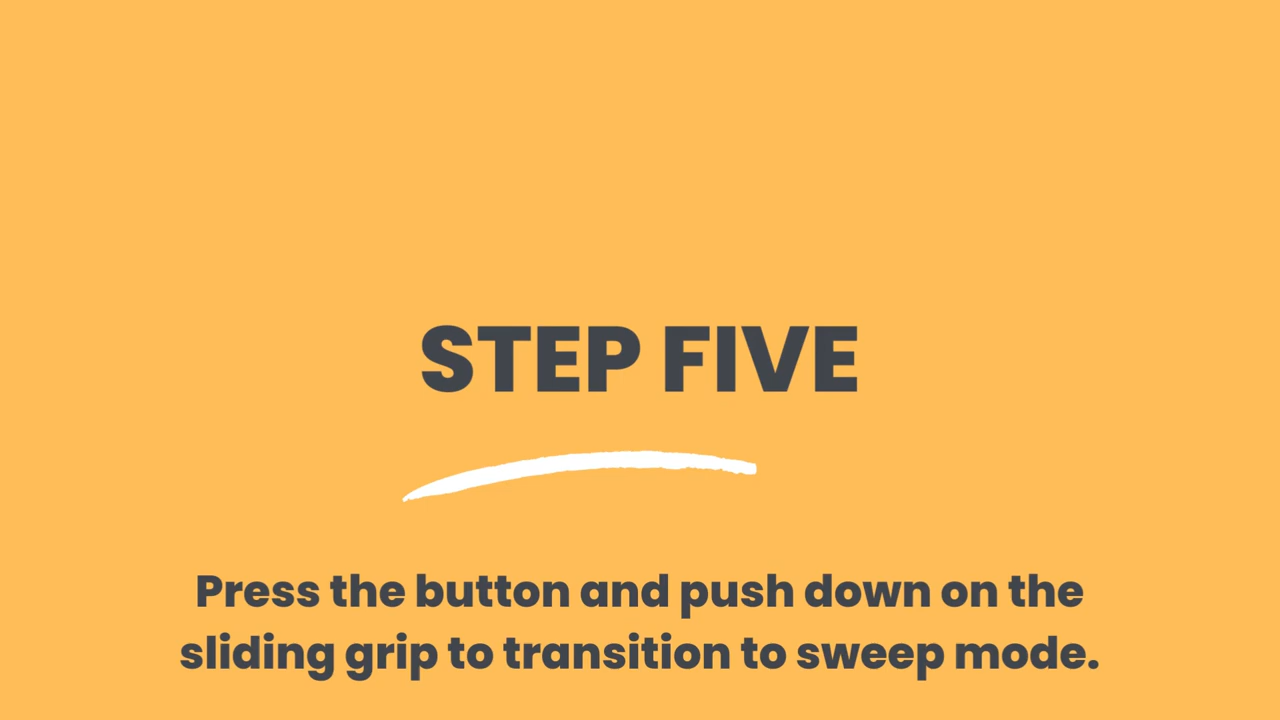 STEP FIVE
Press the button and push down on the
sliding grip to transition to sweep mode.